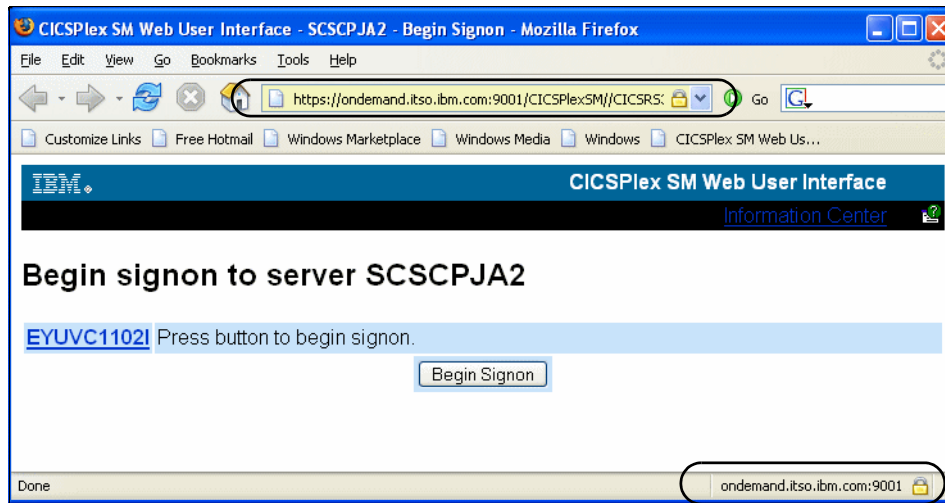 CICSPlex SM Web User Interface - SCSCPJA2 - Begin Signon - Mozilla Firefox
File Edit View Go Bookmarks Tools Help
https://ondemand.itso.ibm.com:9001/CICSPlexSM//CICSRS: Go G
Customize Links Free Hotmail Windows Marketplace Windows Media Windows CICSPlex SM Web Us...
IBM. CICSPlex SM Web User Interface
Information Center
Begin signon to server SCSCPJA2
EYUVC1102I Press button to begin signon.
Begin Signon
Done ondemand.itso.ibm.com:9001